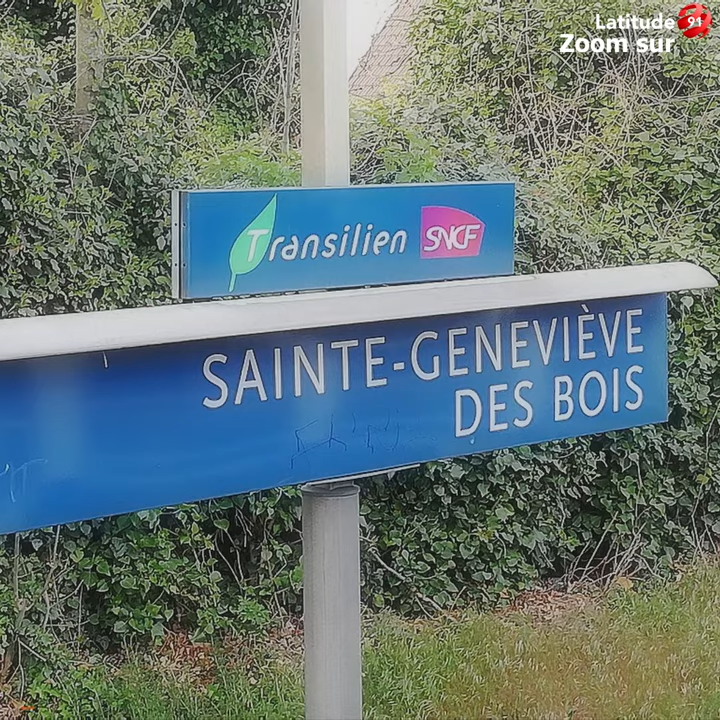 Latitude 91
Zoom sur
Transilien SNCF
SAINTE-GENEVIÈVE
DES BOIS